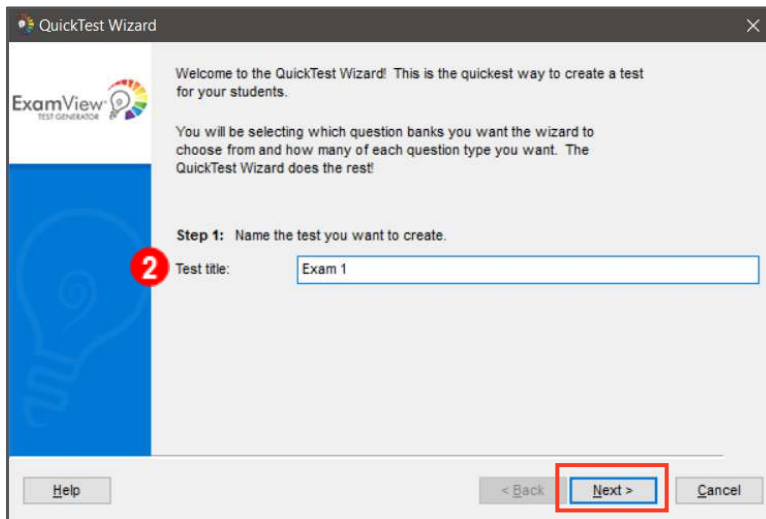 QuickTest Wizard
ExamView
TEST GENERATOR
Welcome to the QuickTest Wizard! This is the quickest way to create a test
for your students.
You will be selecting which question banks you want the wizard to
choose from and how many of each question type you want. The
QuickTest Wizard does the rest!
Step 1: Name the test you want to create.
2 Test title: Exam 1
Help < Back Next > Cancel